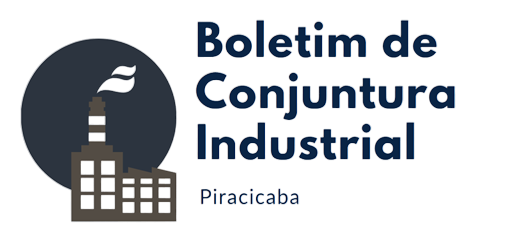 Boletim de
Conjuntura
Industrial
Piracicaba